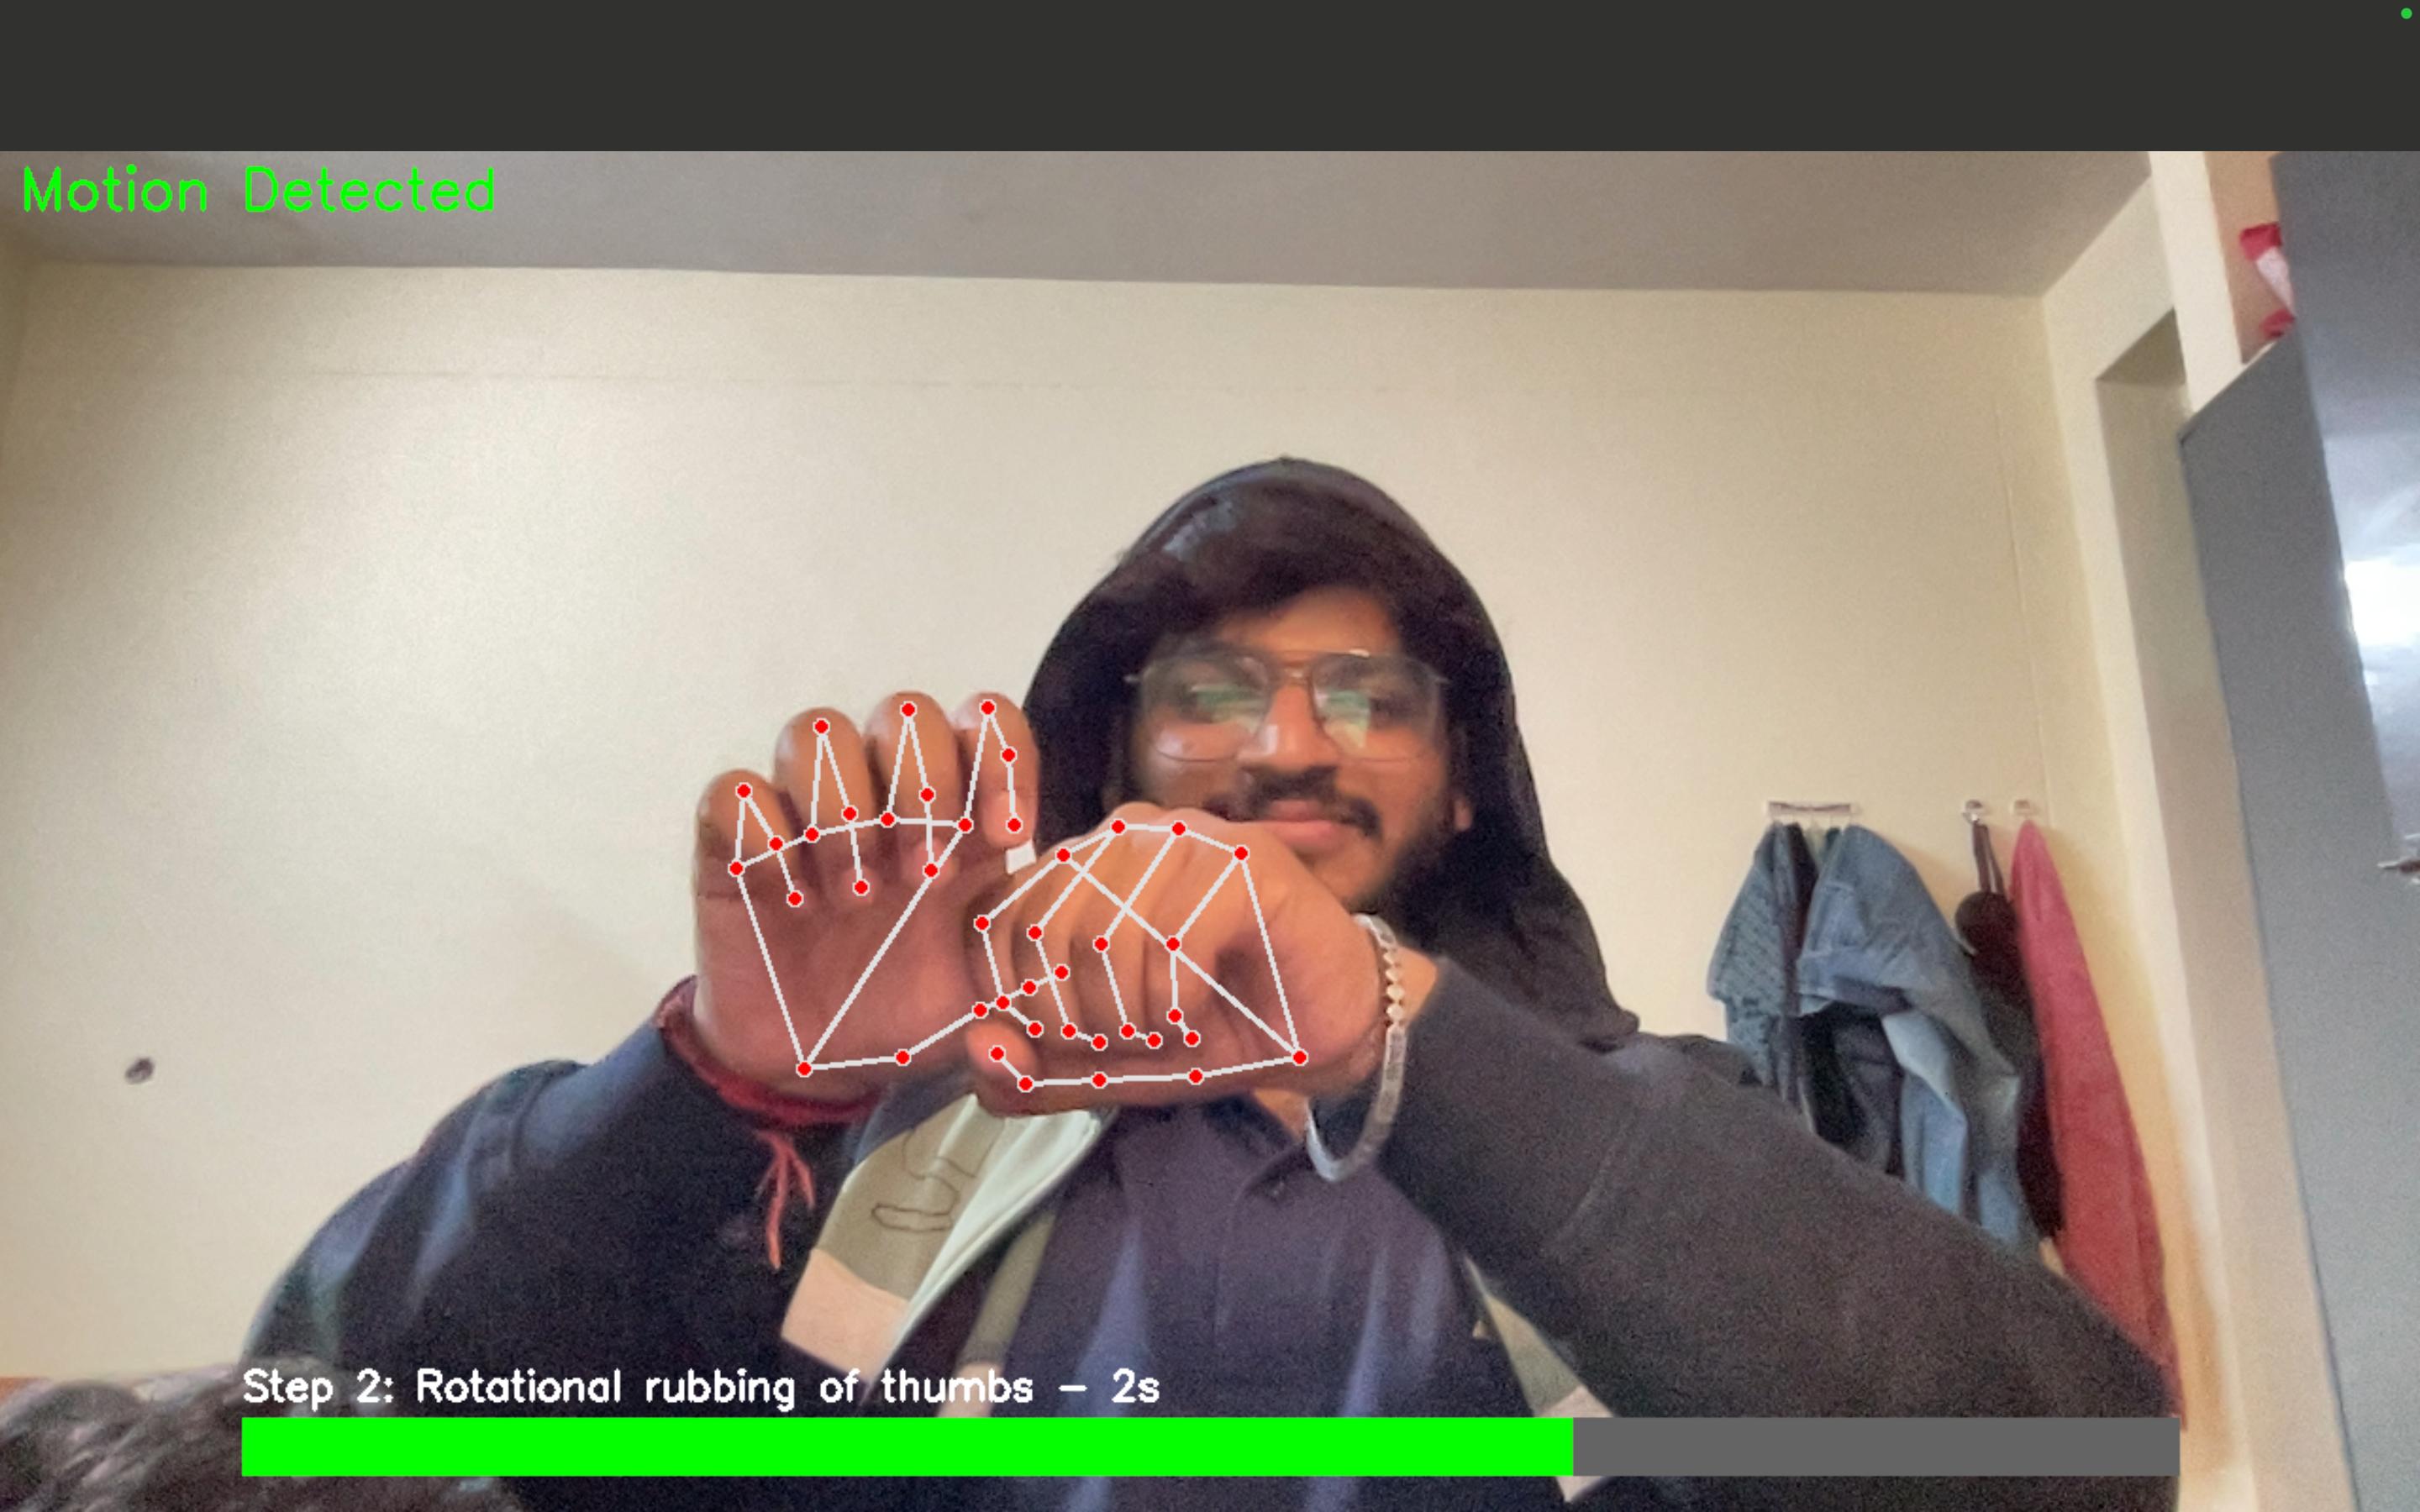 Motion Detected
Step 2: Rotational rubbing of thumbs - 2s